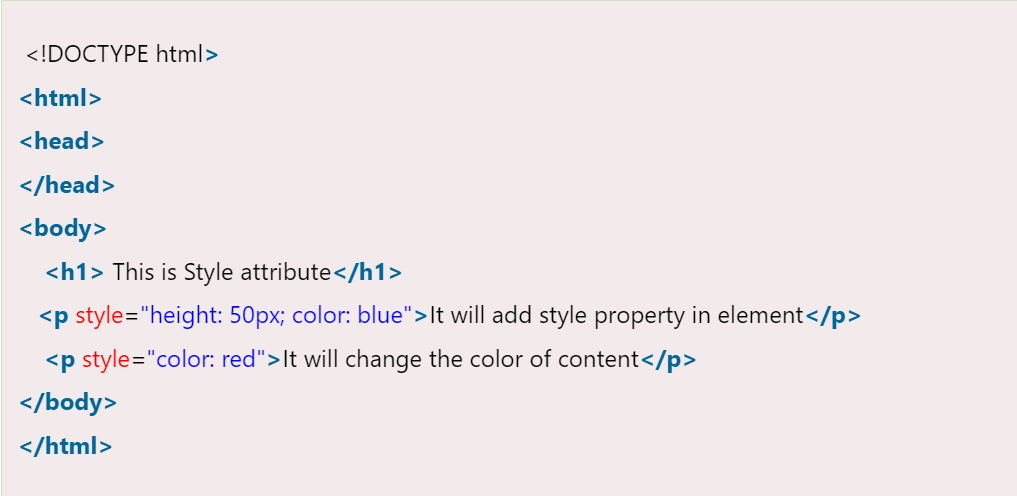 <!DOCTYPE html>
<html>
<head>
</head>
<body>
<h1> This is Style attribute</h1>
<p style="height: 50px; color: blue">It will add style property in element</p>
<p style="color: red">It will change the color of content</p>
</body>
</html>